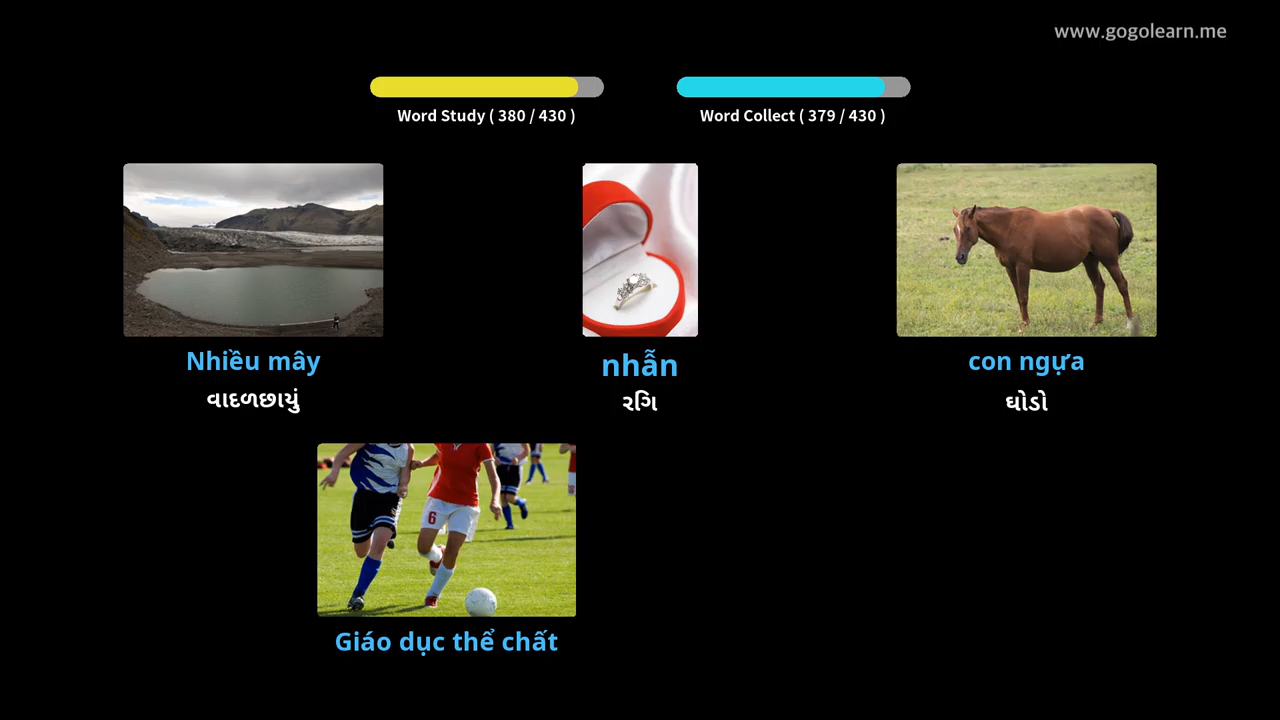 www.gogolearn.me
Word Study ( 380 / 430 )
Word Collect ( 379 / 430 )
Nhiều mây
વાદળછાયું
nhẫn
રિંગ
con ngựa
ઘોડો
6
Giáo dục thể chất